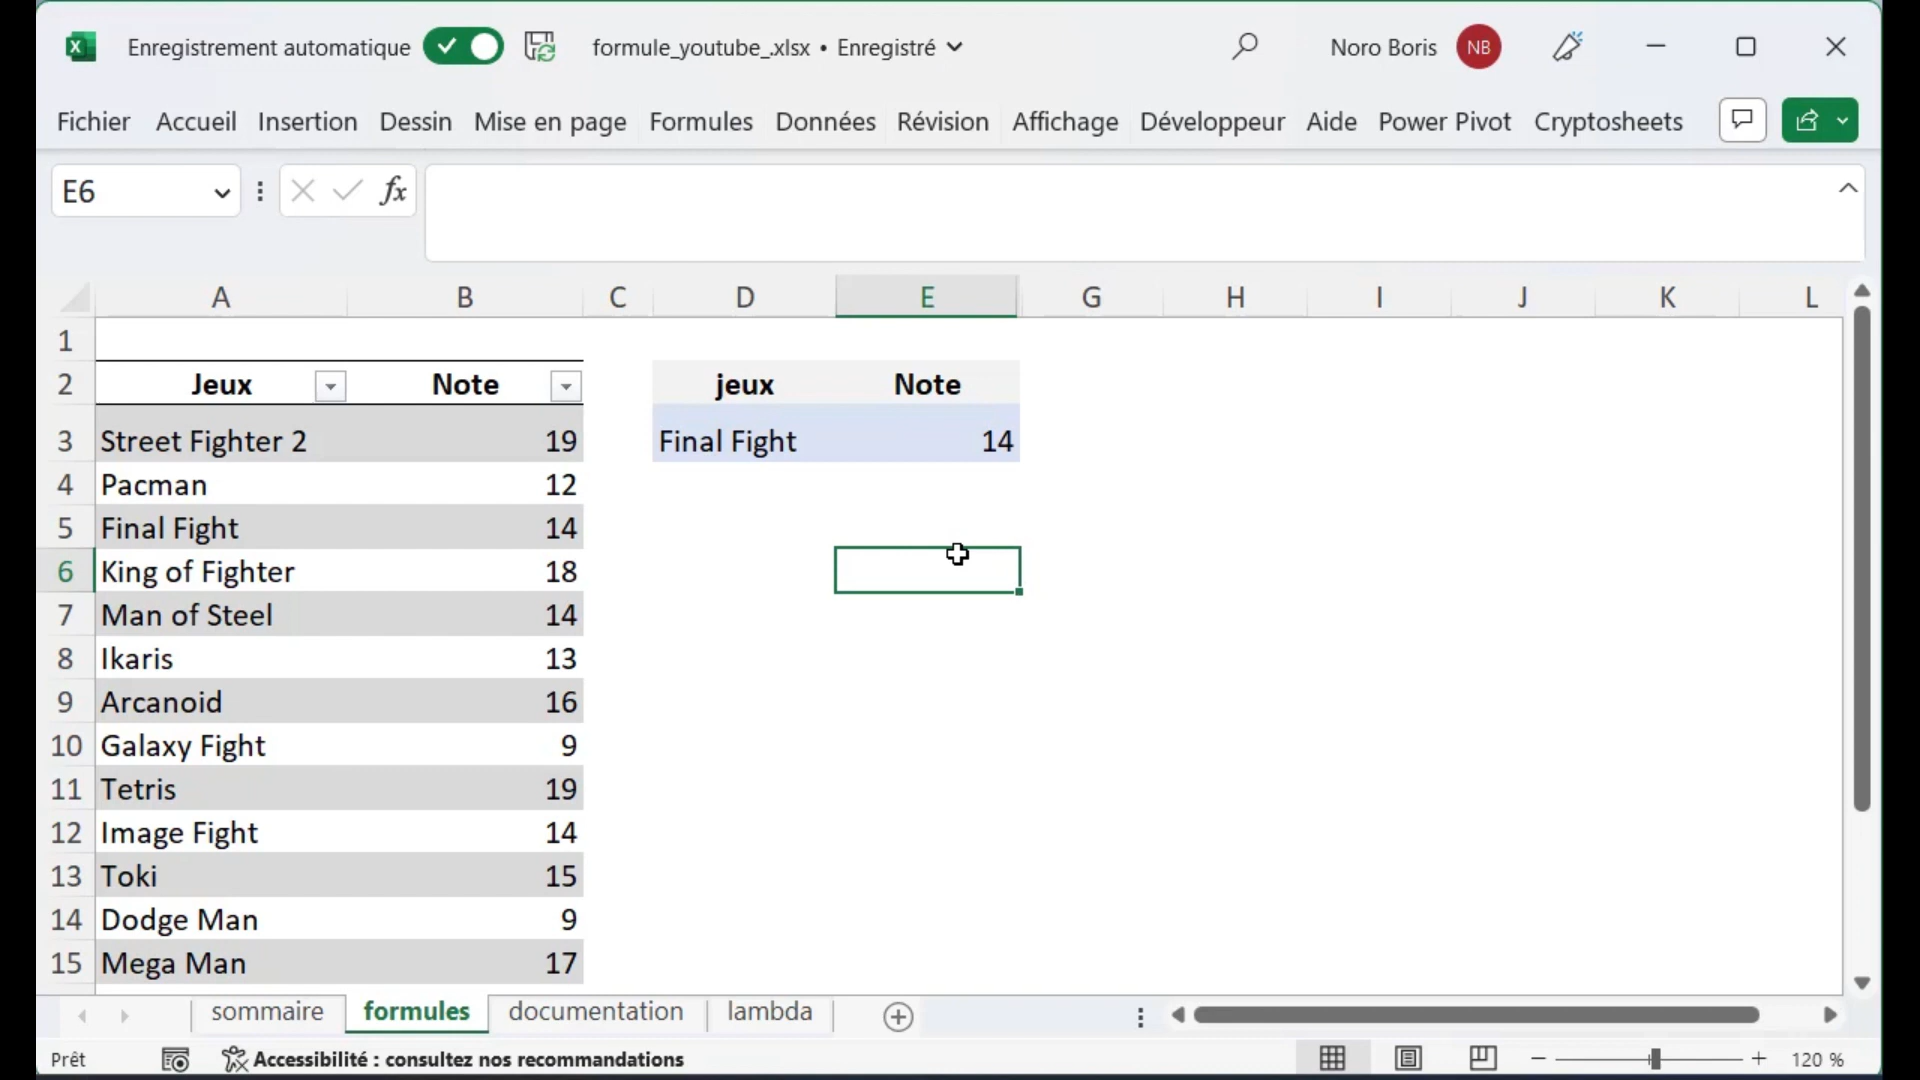 Enregistrement automatique formule_youtube_.xlsx • Enregistré Noro Boris NB
Fichier Accueil Insertion Dessin Mise en page Formules Données Révision Affichage Développeur Aide Power Pivot Cryptosheets
E6 fx
A B C D E G H I J K L
1
2 Jeux Note jeux Note
3 Street Fighter 2 19 Final Fight 14
4 Pacman 12
5 Final Fight 14
6 King of Fighter 18
7 Man of Steel 14
8 Ikaris 13
9 Arcanoid 16
10 Galaxy Fight 9
11 Tetris 19
12 Image Fight 14
13 Toki 15
14 Dodge Man 9
15 Mega Man 17
sommaire formules documentation lambda
Prêt Accessibilité : consultez nos recommandations 120 %